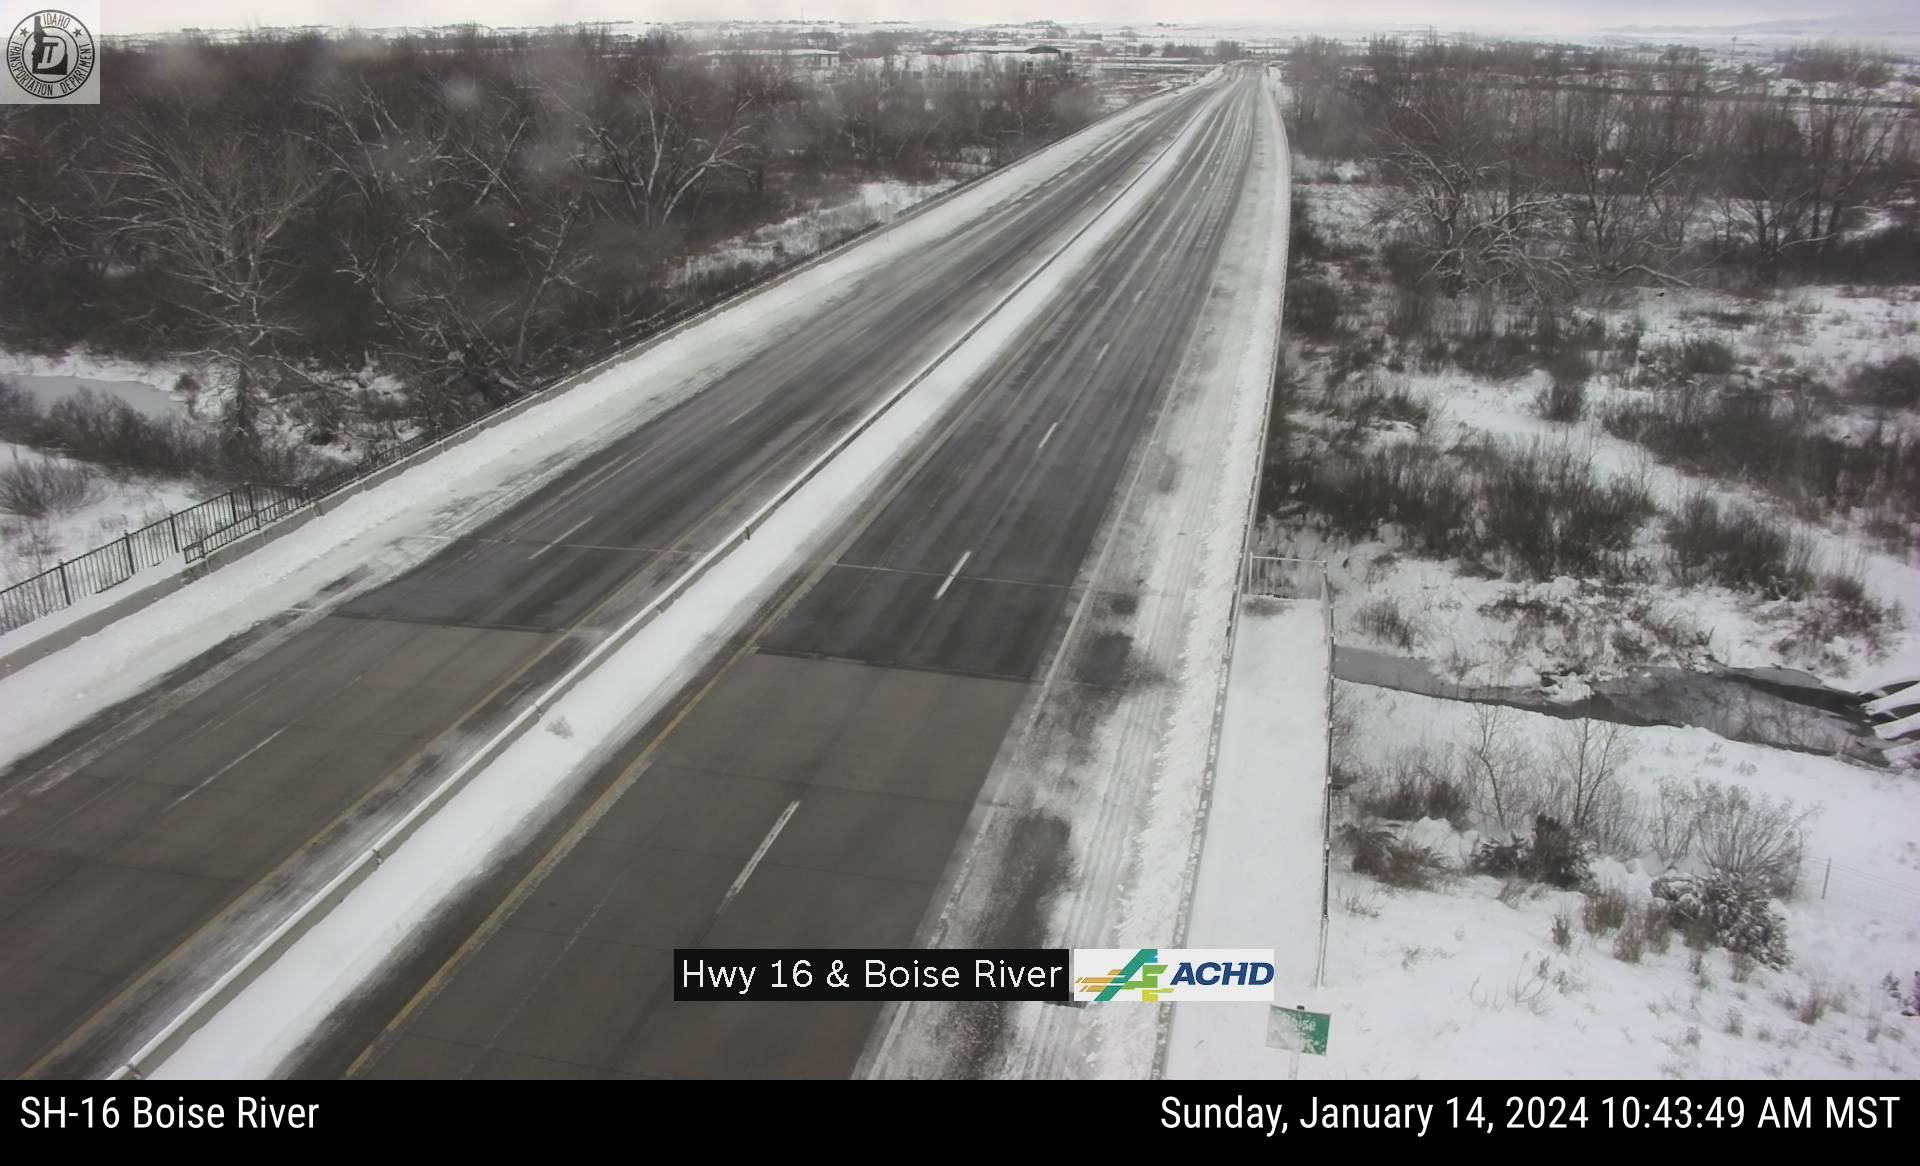 IDAHO
TRANSPORTATION DEPARTMENT
Hwy 16 & Boise River
ACHD
Boise
SH-16 Boise River
Sunday, January 14, 2024 10:43:49 AM MST